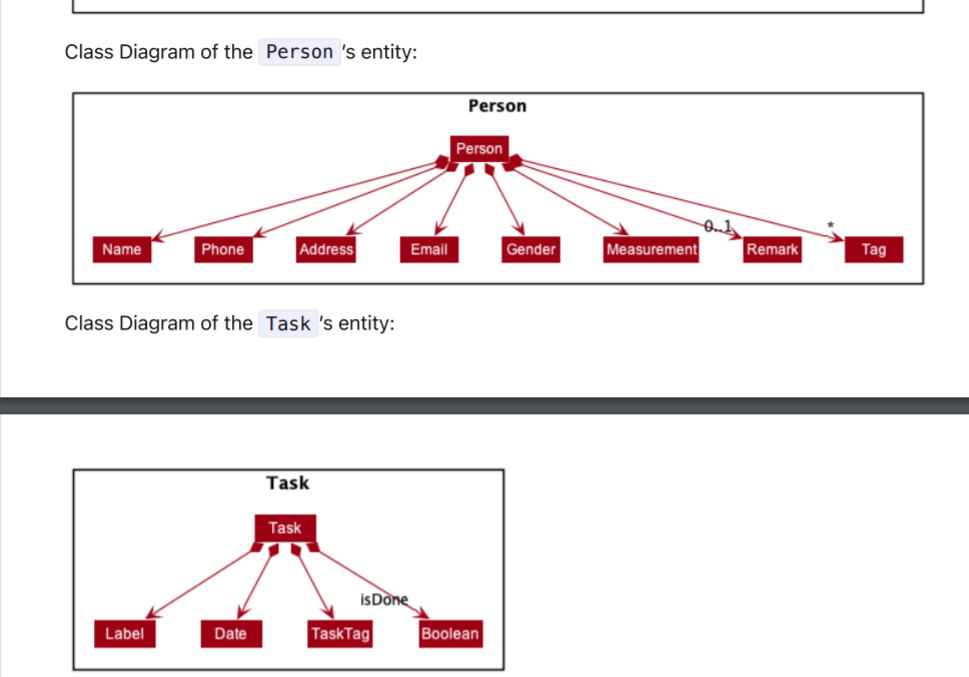 Class Diagram of the Person 's entity:
Person
Person
0..1 *
Name Phone Address Email Gender Measurement Remark Tag
Class Diagram of the Task 's entity:
Task
Task
isDone
Label Date TaskTag Boolean